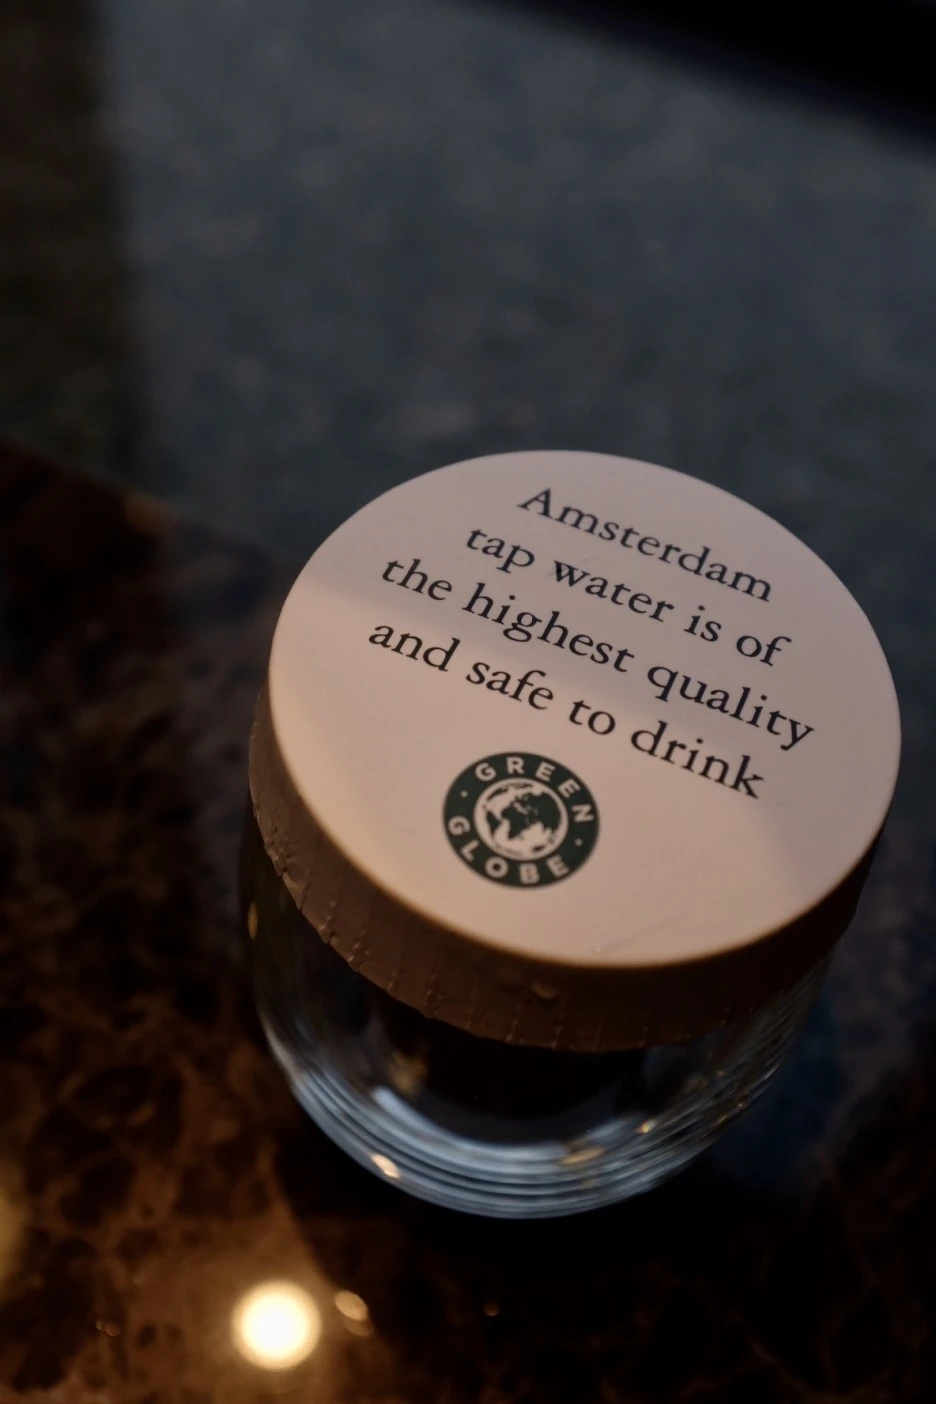 Amsterdam
tap water is of
the highest quality
and safe to drink
GREEN
GLOBE